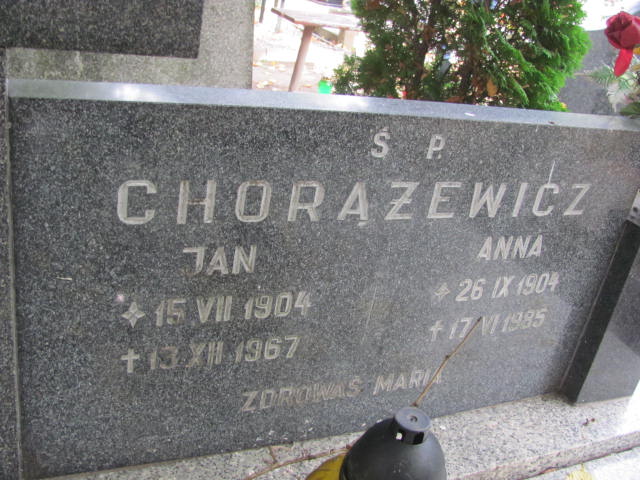 Ś P.
CHORĄŻEWICZ
JAN
15 VII 1904
13 XII 1967
ANNA
26 IX 1904
17 VI 1985
ZDROWAŚ MARIA